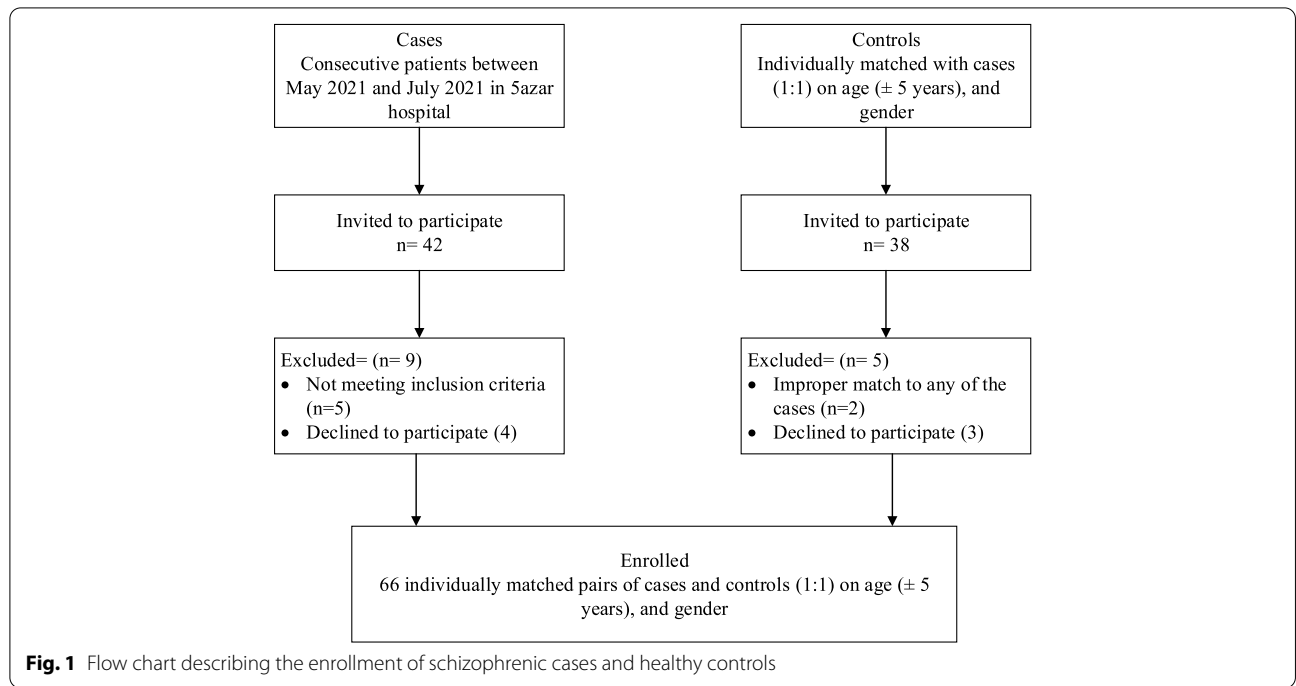 Cases
Consecutive patients between
May 2021 and July 2021 in 5azar
hospital
Controls
Individually matched with cases
(1:1) on age (± 5 years), and
gender
Invited to participate
n= 42
Invited to participate
n= 38
Excluded= (n= 9)
• Not meeting inclusion criteria
(n=5)
• Declined to participate (4)
Excluded= (n= 5)
• Improper match to any of the
cases (n=2)
• Declined to participate (3)
Enrolled
66 individually matched pairs of cases and controls (1:1) on age (± 5
years), and gender
Fig. 1 Flow chart describing the enrollment of schizophrenic cases and healthy controls